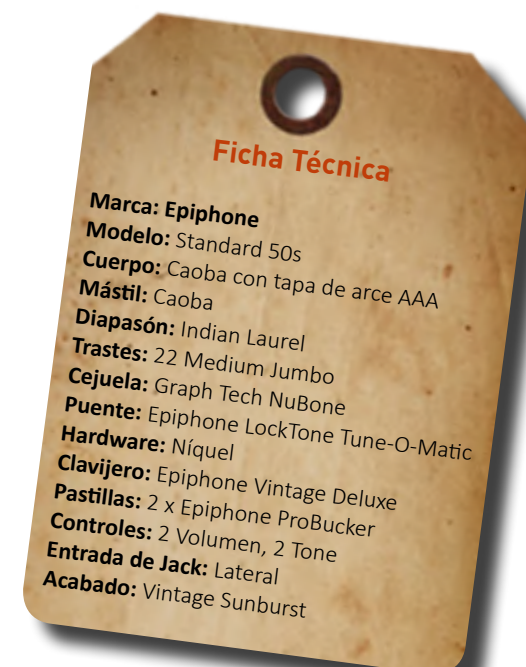 Ficha Técnica
Marca: Epiphone
Modelo: Standard 50s
Cuerpo: Caoba con tapa de arce AAA
Mástil: Caoba
Diapasón: Indian Laurel
Trastes: 22 Medium Jumbo
Cejuela: Graph Tech NuBone
Puente: Epiphone LockTone Tune-O-Matic
Hardware: Níquel
Clavijero: Epiphone Vintage Deluxe
Pastillas: 2 x Epiphone ProBucker
Controles: 2 Volumen, 2 Tone
Entrada de Jack: Lateral
Acabado: Vintage Sunburst